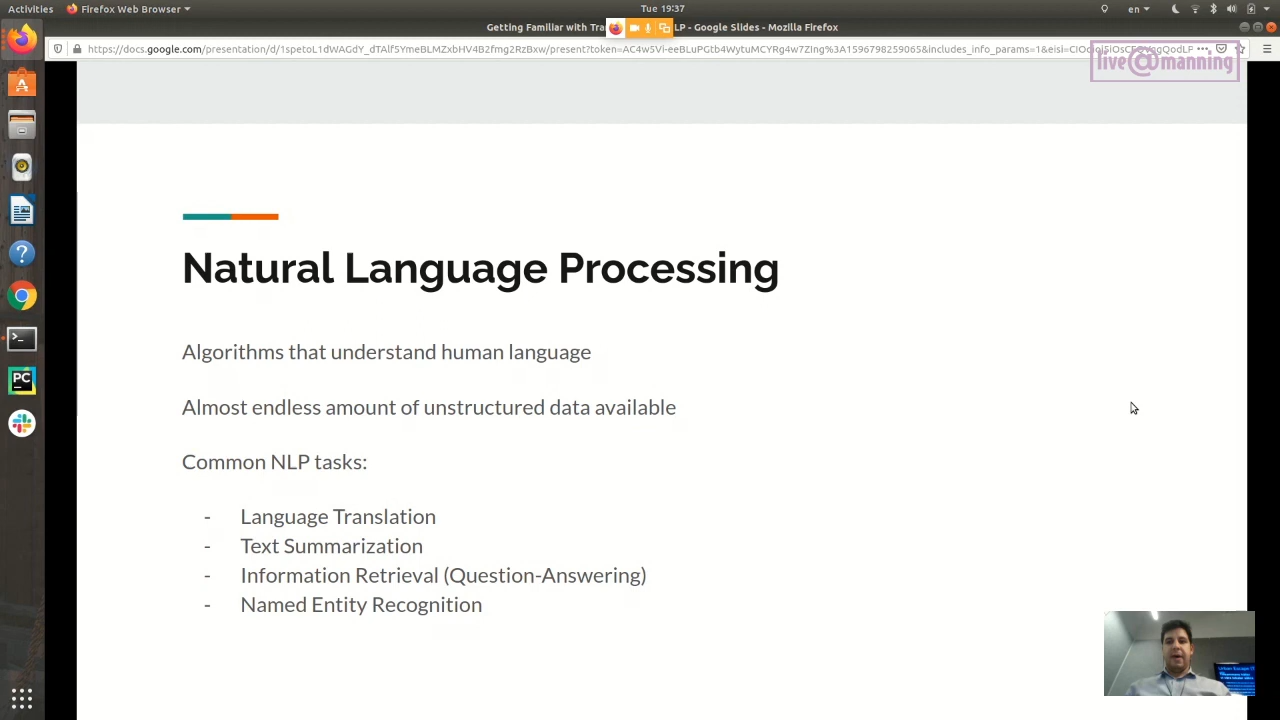 Activities
Firefox Web Browser
Tue 19:37
en
Getting Familiar with Tra
LP - Google Slides - Mozilla Firefox
live@manning
Natural Language Processing
Algorithms that understand human language
Almost endless amount of unstructured data available
Common NLP tasks:
- Language Translation
- Text Summarization
- Information Retrieval (Question-Answering)
- Named Entity Recognition
PC